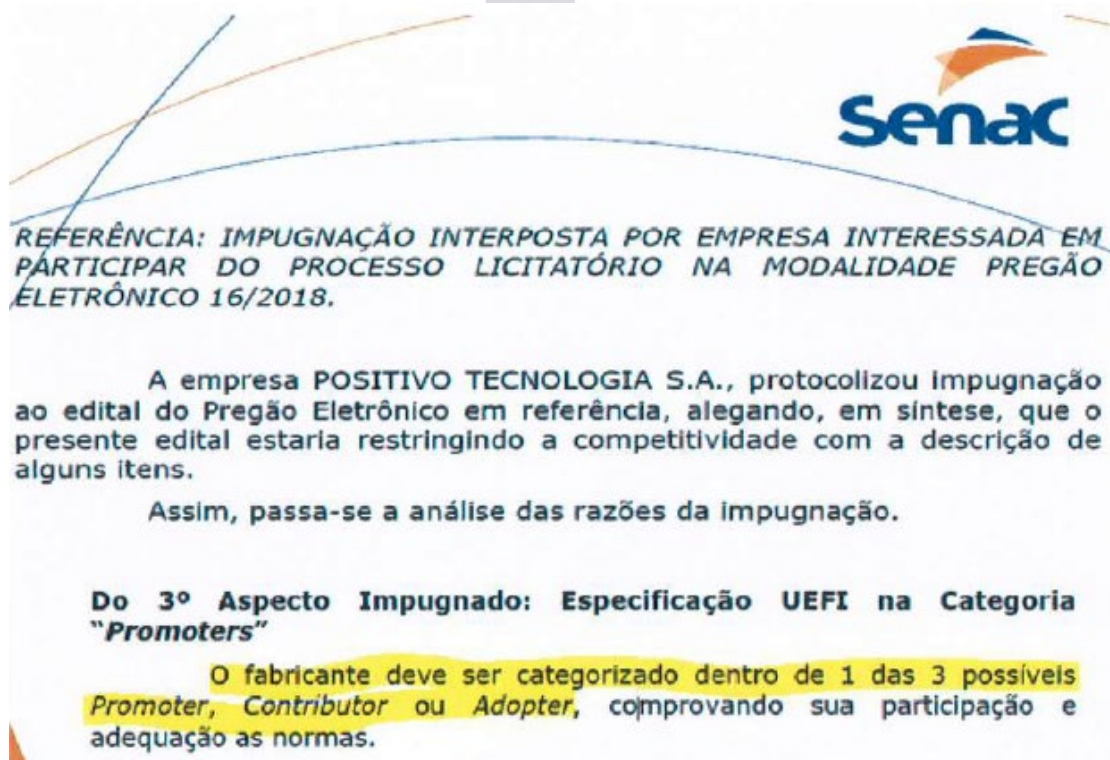 Senac
REFERÊNCIA: IMPUGNAÇÃO INTERPOSTA POR EMPRESA INTERESSADA EM
PARTICIPAR DO PROCESSO LICITATÓRIO NA MODALIDADE PREGÃO
ELETRÔNICO 16/2018.
A empresa POSITIVO TECNOLOGIA S.A., protocolizou impugnação
ao edital do Pregão Eletrônico em referência, alegando, em síntese, que o
presente edital estaria restringindo a competitividade com a descrição de
alguns itens.
Assim, passa-se a análise das razões da impugnação.
Do 3º Aspecto Impugnado: Especificação UEFI na Categoria
"Promoters"
O fabricante deve ser categorizado dentro de 1 das 3 possíveis
Promoter, Contributor ou Adopter, comprovando sua participação e
adequação as normas.